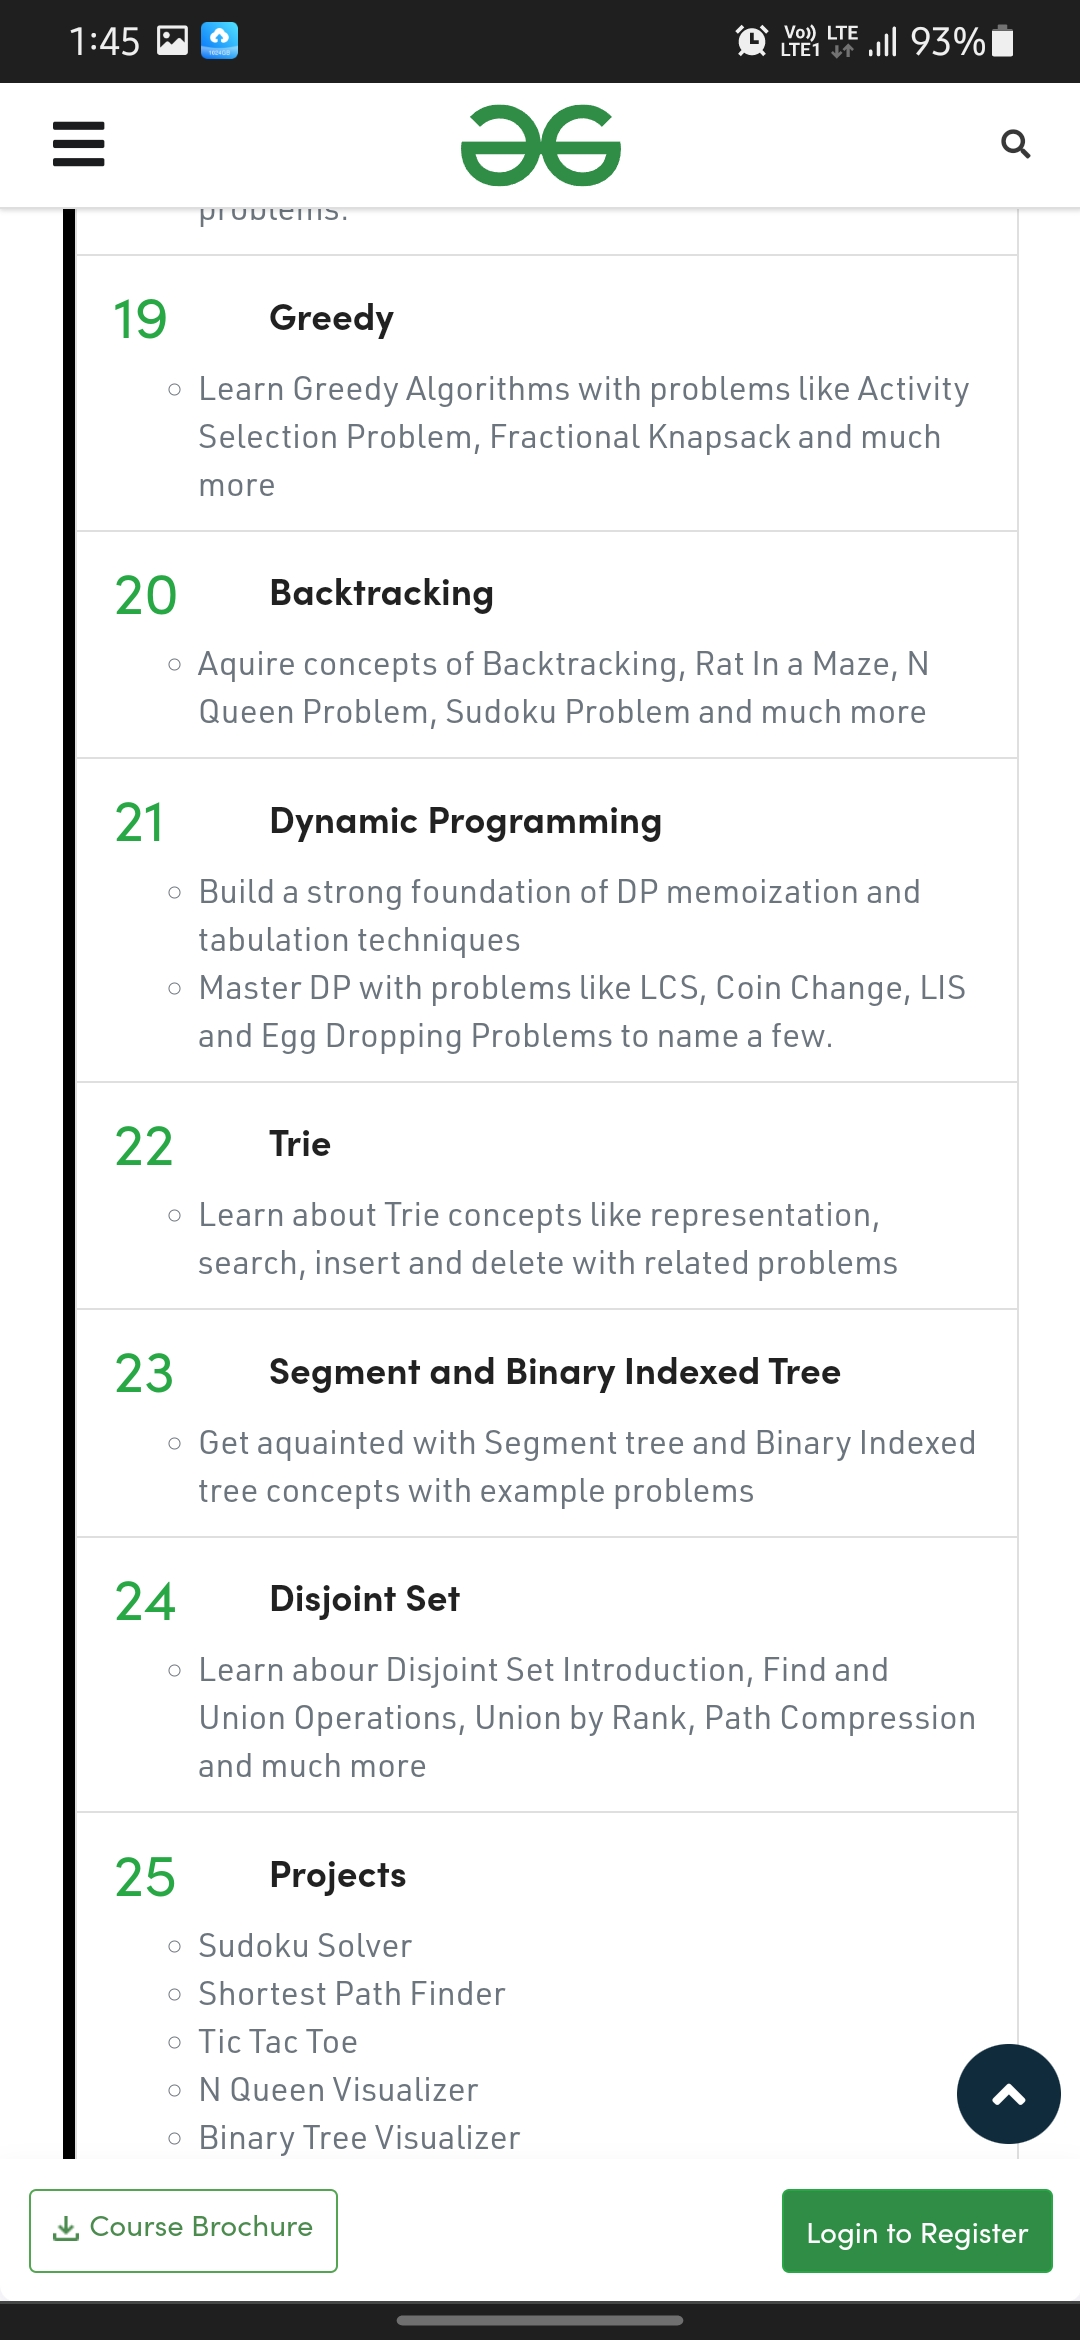 1:45
Vo)) LTE
LTE1
93%
problems.
19 Greedy
Learn Greedy Algorithms with problems like Activity
Selection Problem, Fractional Knapsack and much
more
20 Backtracking
Aquire concepts of Backtracking, Rat In a Maze, N
Queen Problem, Sudoku Problem and much more
21 Dynamic Programming
Build a strong foundation of DP memoization and
tabulation techniques
Master DP with problems like LCS, Coin Change, LIS
and Egg Dropping Problems to name a few.
22 Trie
Learn about Trie concepts like representation,
search, insert and delete with related problems
23 Segment and Binary Indexed Tree
Get aquainted with Segment tree and Binary Indexed
tree concepts with example problems
24 Disjoint Set
Learn abour Disjoint Set Introduction, Find and
Union Operations, Union by Rank, Path Compression
and much more
25 Projects
Sudoku Solver
Shortest Path Finder
Tic Tac Toe
N Queen Visualizer
Binary Tree Visualizer
Course Brochure
Login to Register